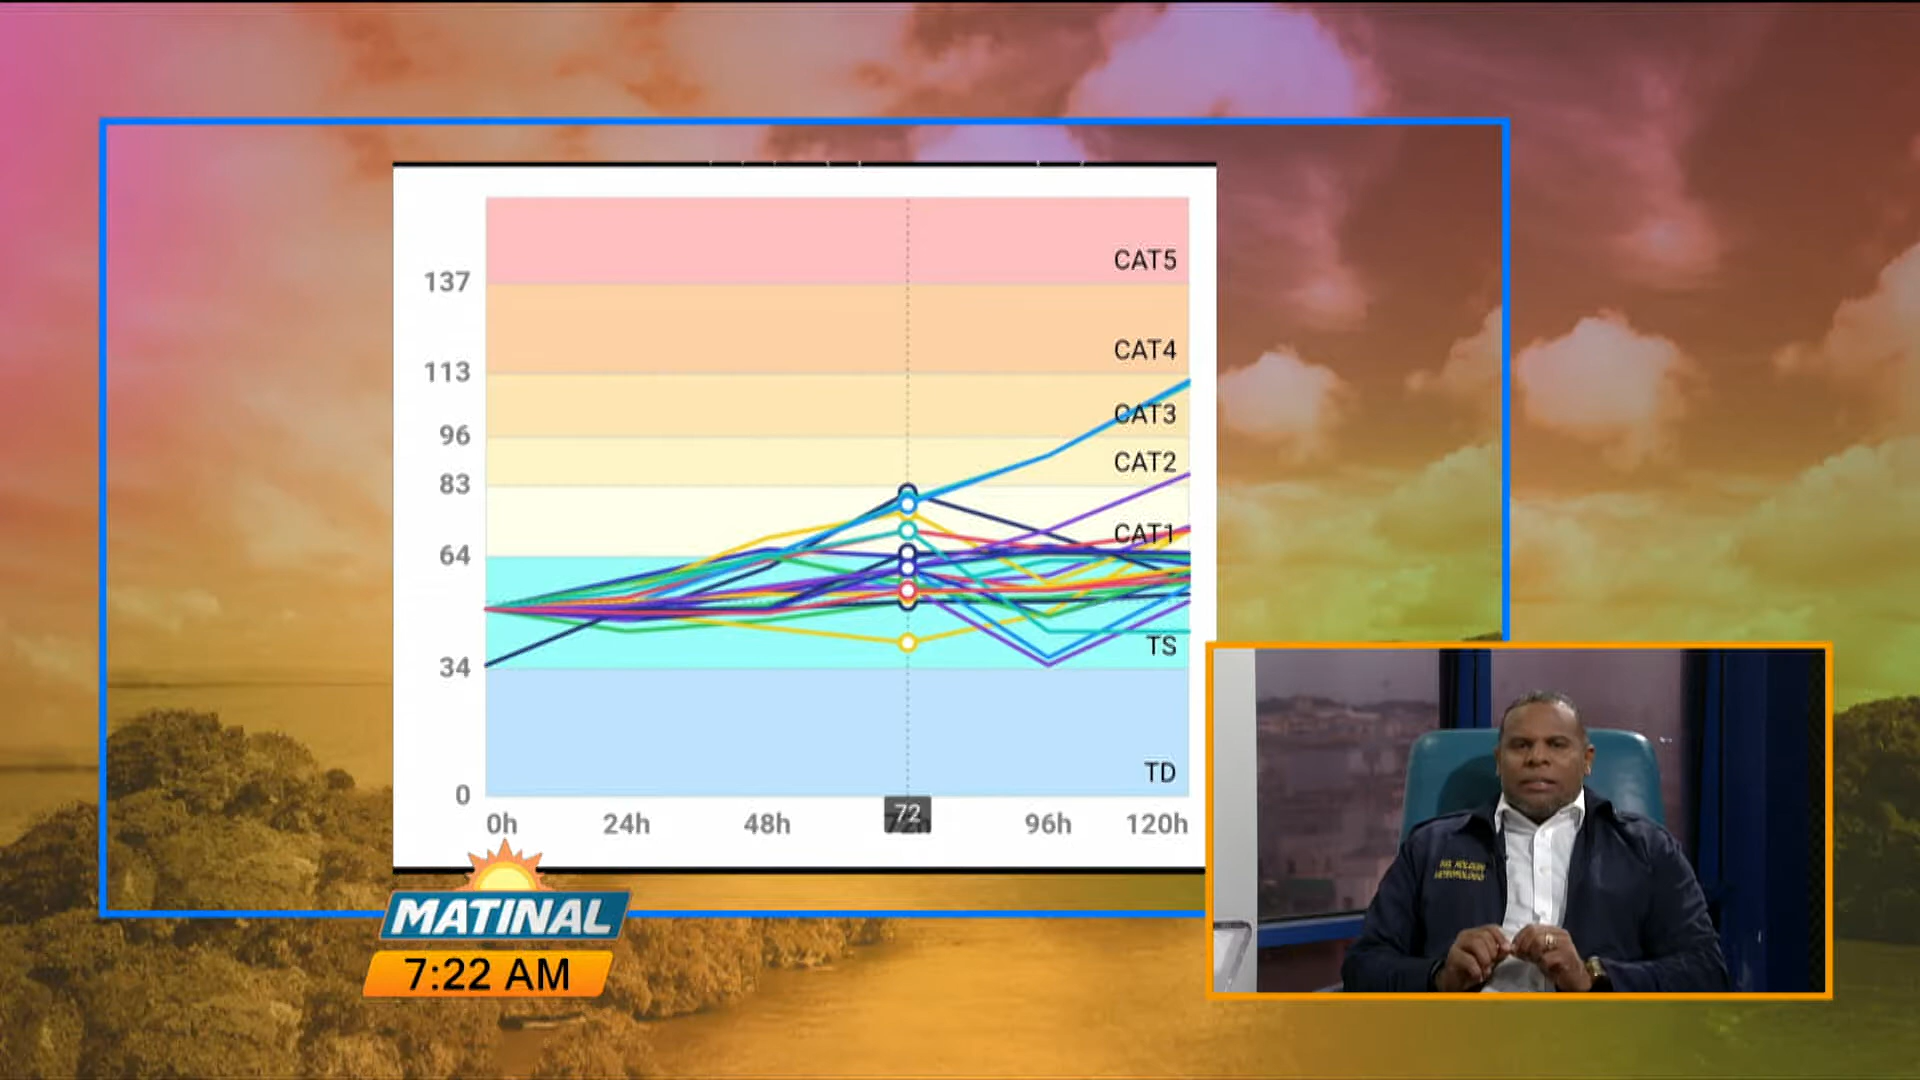 CAT5
137
CAT4
113
CAT3
96
CAT2
83
CAT1
64
TS
34
TD
0
0h 24h 48h 72 96h 120h
MATINAL
7:22 AM